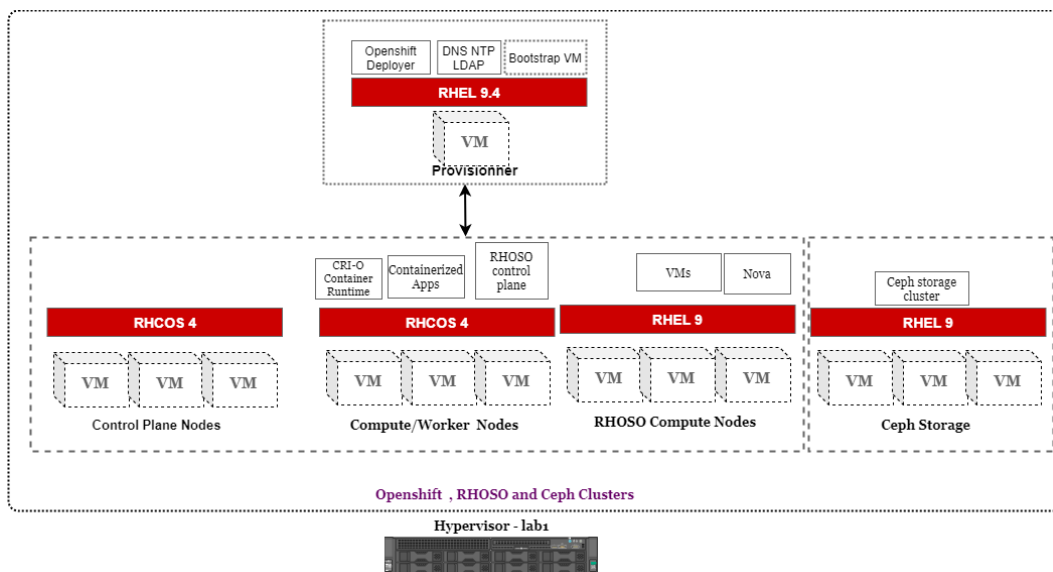 Openshift
Deployer
DNS NTP
LDAP
Bootstrap VM
RHEL 9.4
VM
Provisionner
CRI-O
Container
Runtime
Containerized
Apps
RHOSO
control
plane
VMs
Nova
Ceph storage
cluster
RHCOS 4
RHCOS 4
RHEL 9
RHEL 9
VM VM VM
VM VM VM
VM VM VM
VM VM VM
Control Plane Nodes
Compute/Worker Nodes
RHOSO Compute Nodes
Ceph Storage
Openshift , RHOSO and Ceph Clusters
Hypervisor - lab1